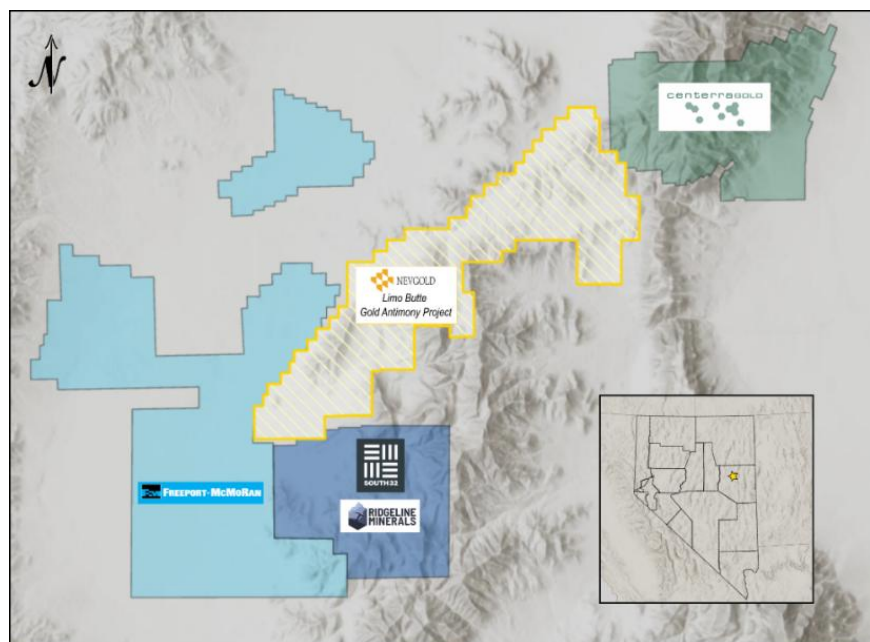 N
centerraGOLD
NEVGOLD
Limo Butte
Gold Antimony Project
SOUTH32
FREEPORT-McMoRAN
RIDGELINE
MINERALS